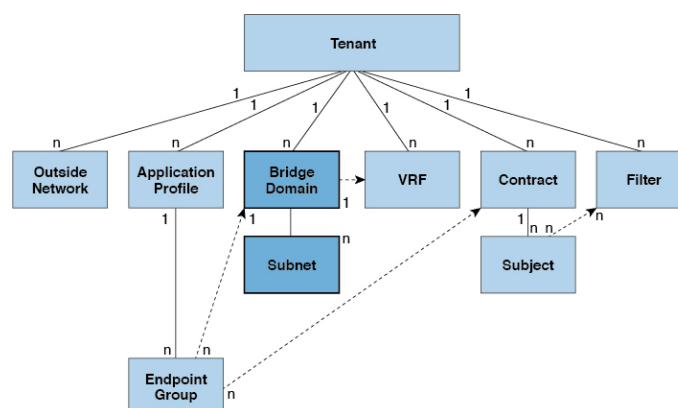 Tenant
1
1
1
1
1
1
n
n
n
n
n
n
Outside
Network
Application
Profile
Bridge
Domain
VRF
Contract
Filter
1
1
1
1
n
n
n
n
Subnet
Subject
n
n
Endpoint
Group
n